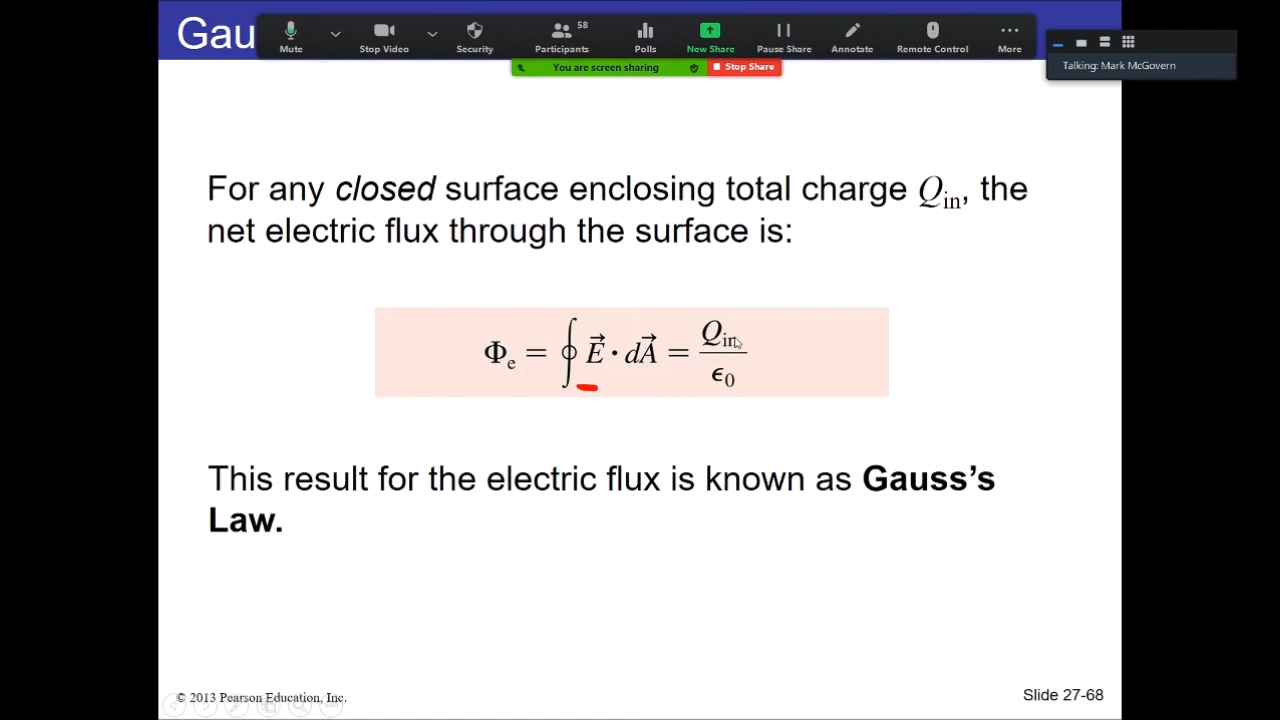 Gau
Mute
Stop Video
Security
58
Participants
Polls
New Share
Pause Share
Annotate
Remote Control
More
You are screen sharing
Stop Share
Talking: Mark McGovern
For any closed surface enclosing total charge Q_in, the
net electric flux through the surface is:
Φ_e = ∮ E⃗ · dA⃗ = Q_in / ϵ_0
This result for the electric flux is known as Gauss's
Law.
© 2013 Pearson Education, Inc.
Slide 27-68